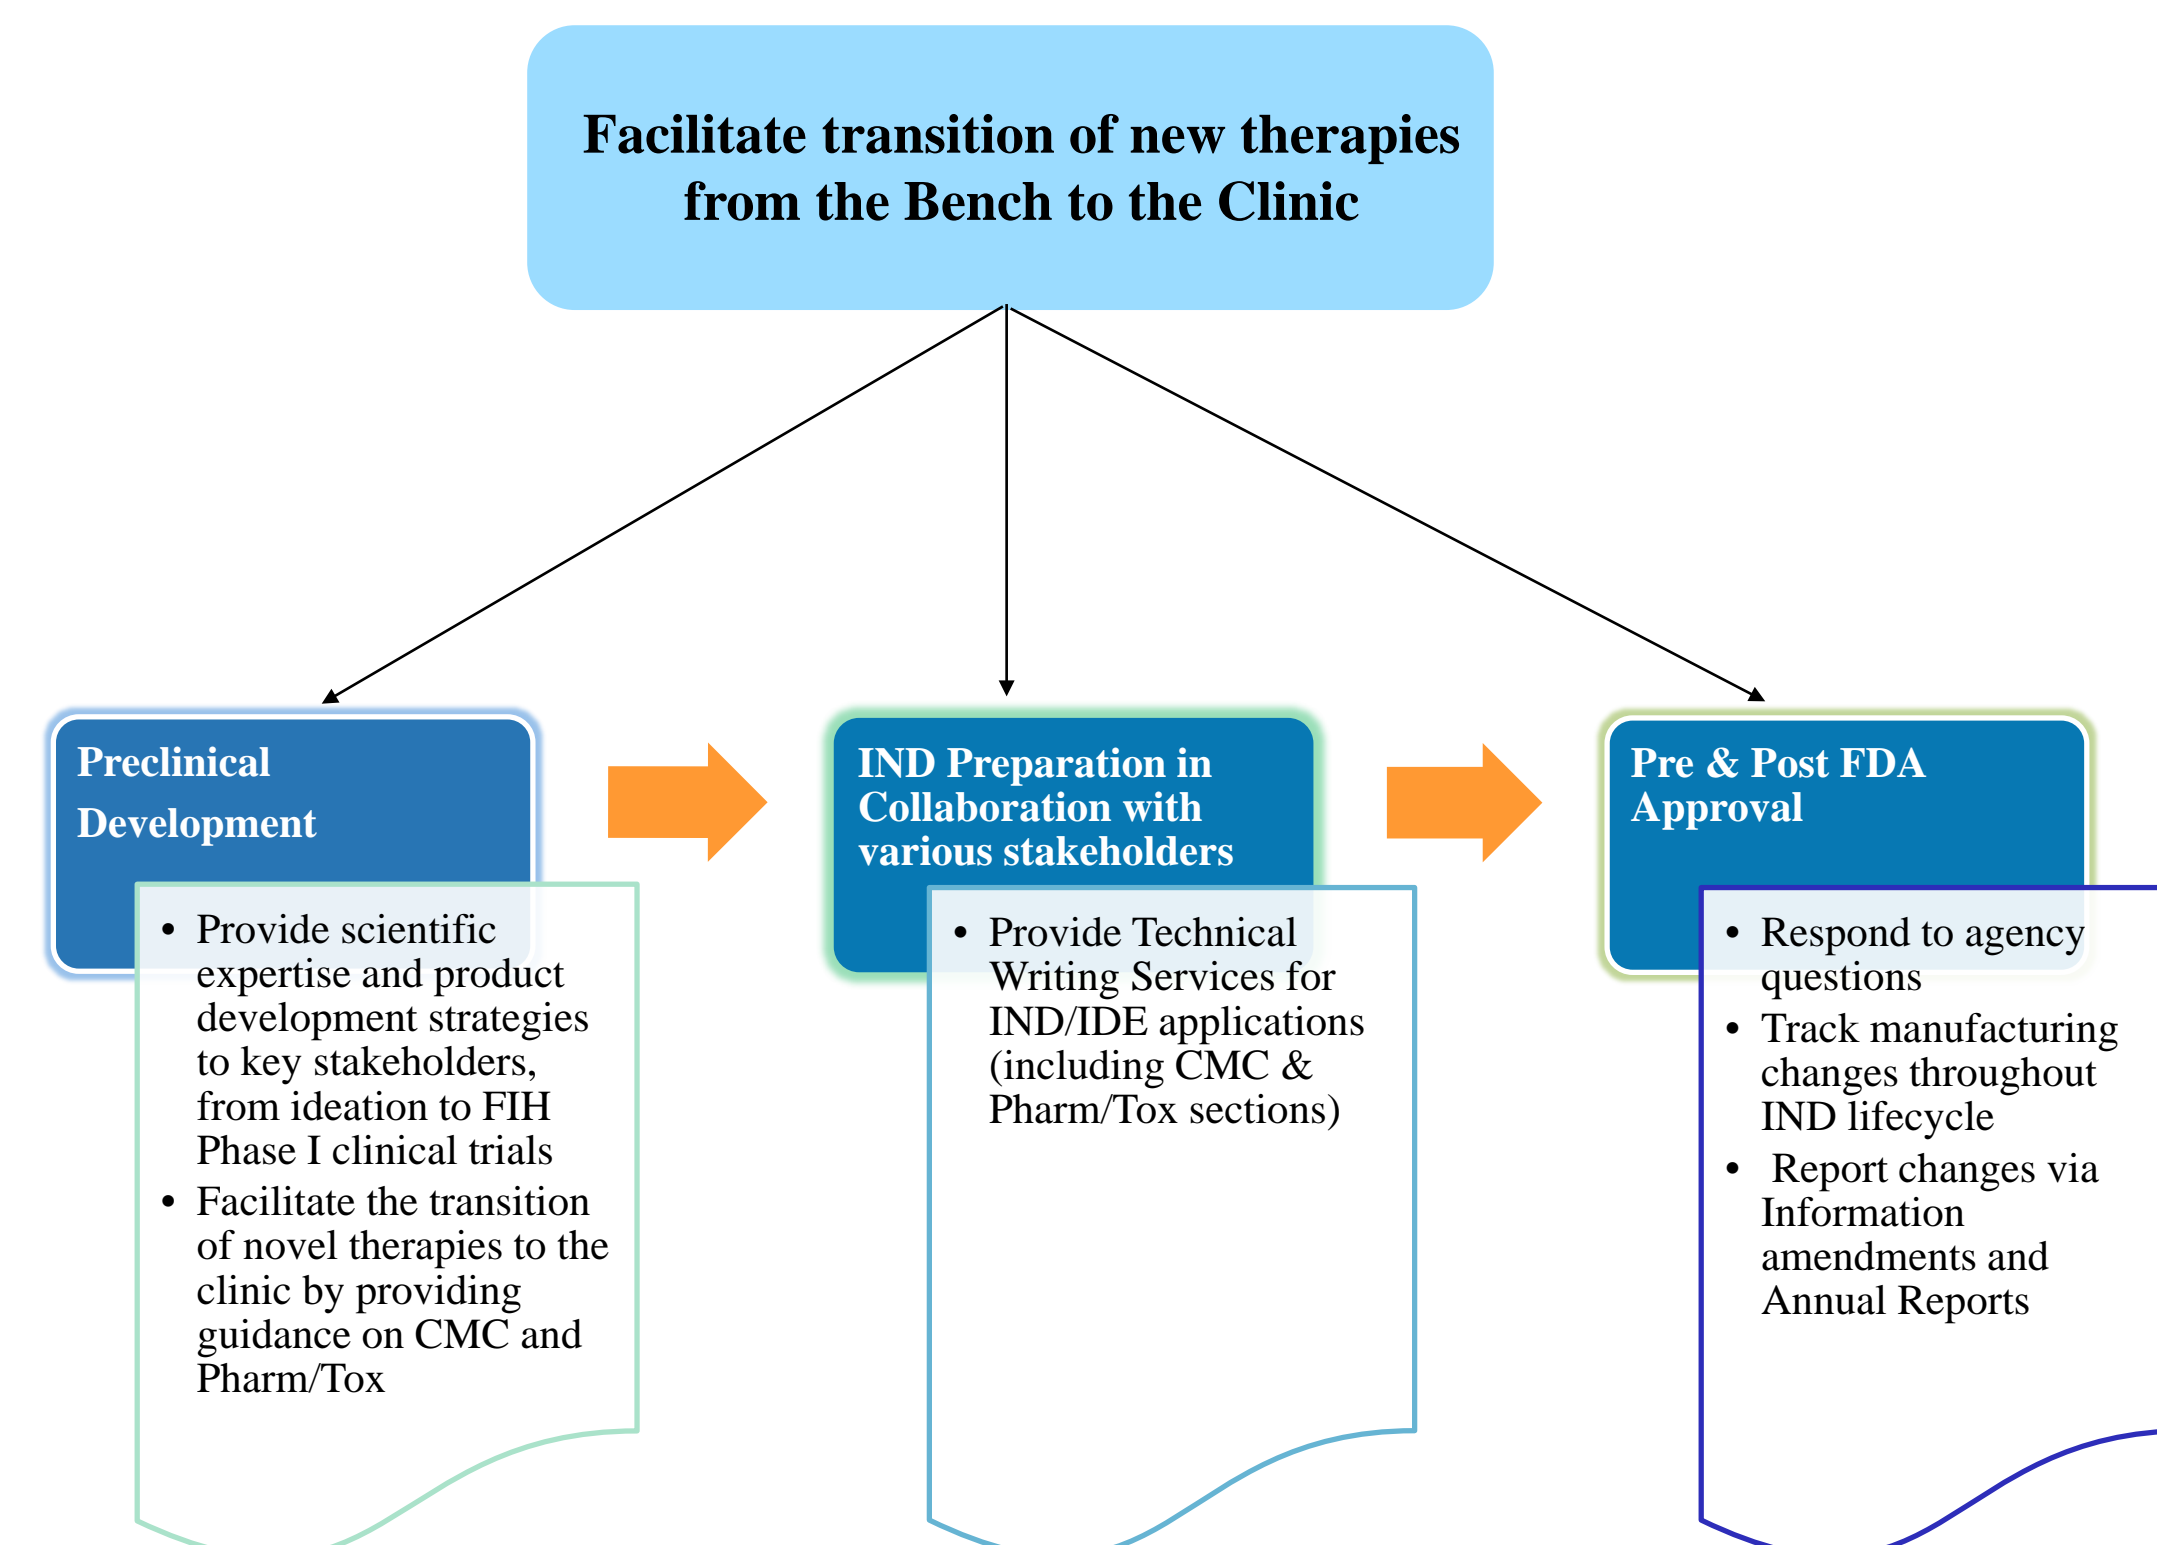 Facilitate transition of new therapies
from the Bench to the Clinic
Preclinical
Development
• Provide scientific
expertise and product
development strategies
to key stakeholders,
from ideation to FIH
Phase I clinical trials
• Facilitate the transition
of novel therapies to the
clinic by providing
guidance on CMC and
Pharm/Tox
IND Preparation in
Collaboration with
various stakeholders
• Provide Technical
Writing Services for
IND/IDE applications
(including CMC &
Pharm/Tox sections)
Pre & Post FDA
Approval
• Respond to agency
questions
• Track manufacturing
changes throughout
IND lifecycle
• Report changes via
Information
amendments and
Annual Reports